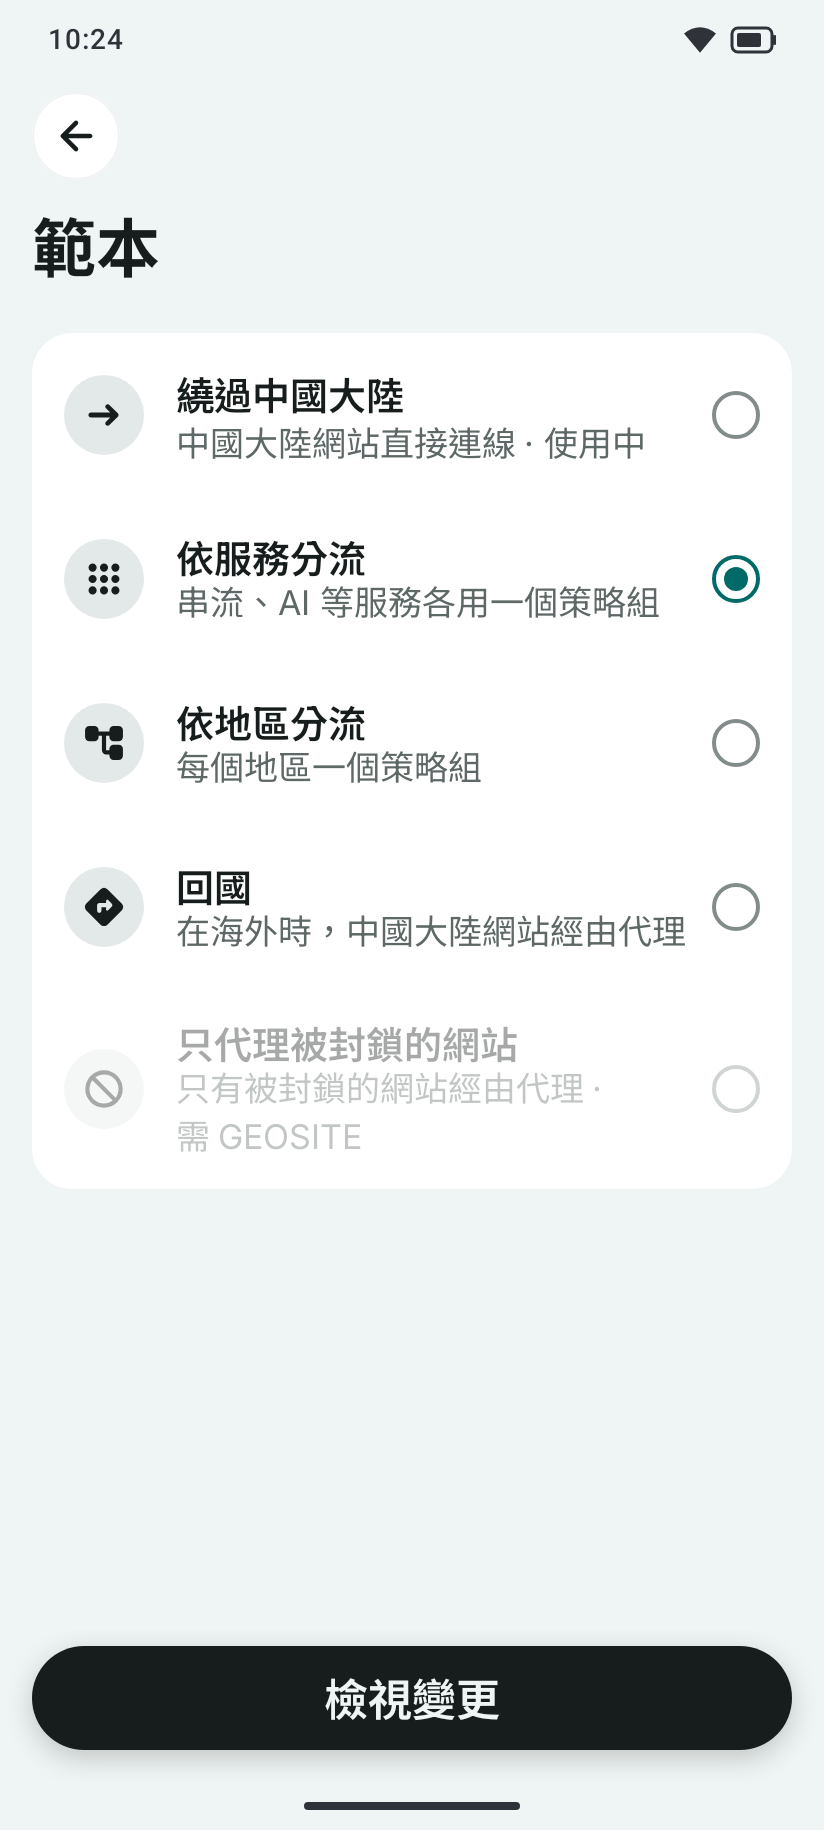 10:24
範本
繞過中國大陸
中國大陸網站直接連線 · 使用中
依服務分流
串流、AI 等服務各用一個策略組
依地區分流
每個地區一個策略組
回國
在海外時，中國大陸網站經由代理
只代理被封鎖的網站
只有被封鎖的網站經由代理 ·
需 GEOSITE
檢視變更